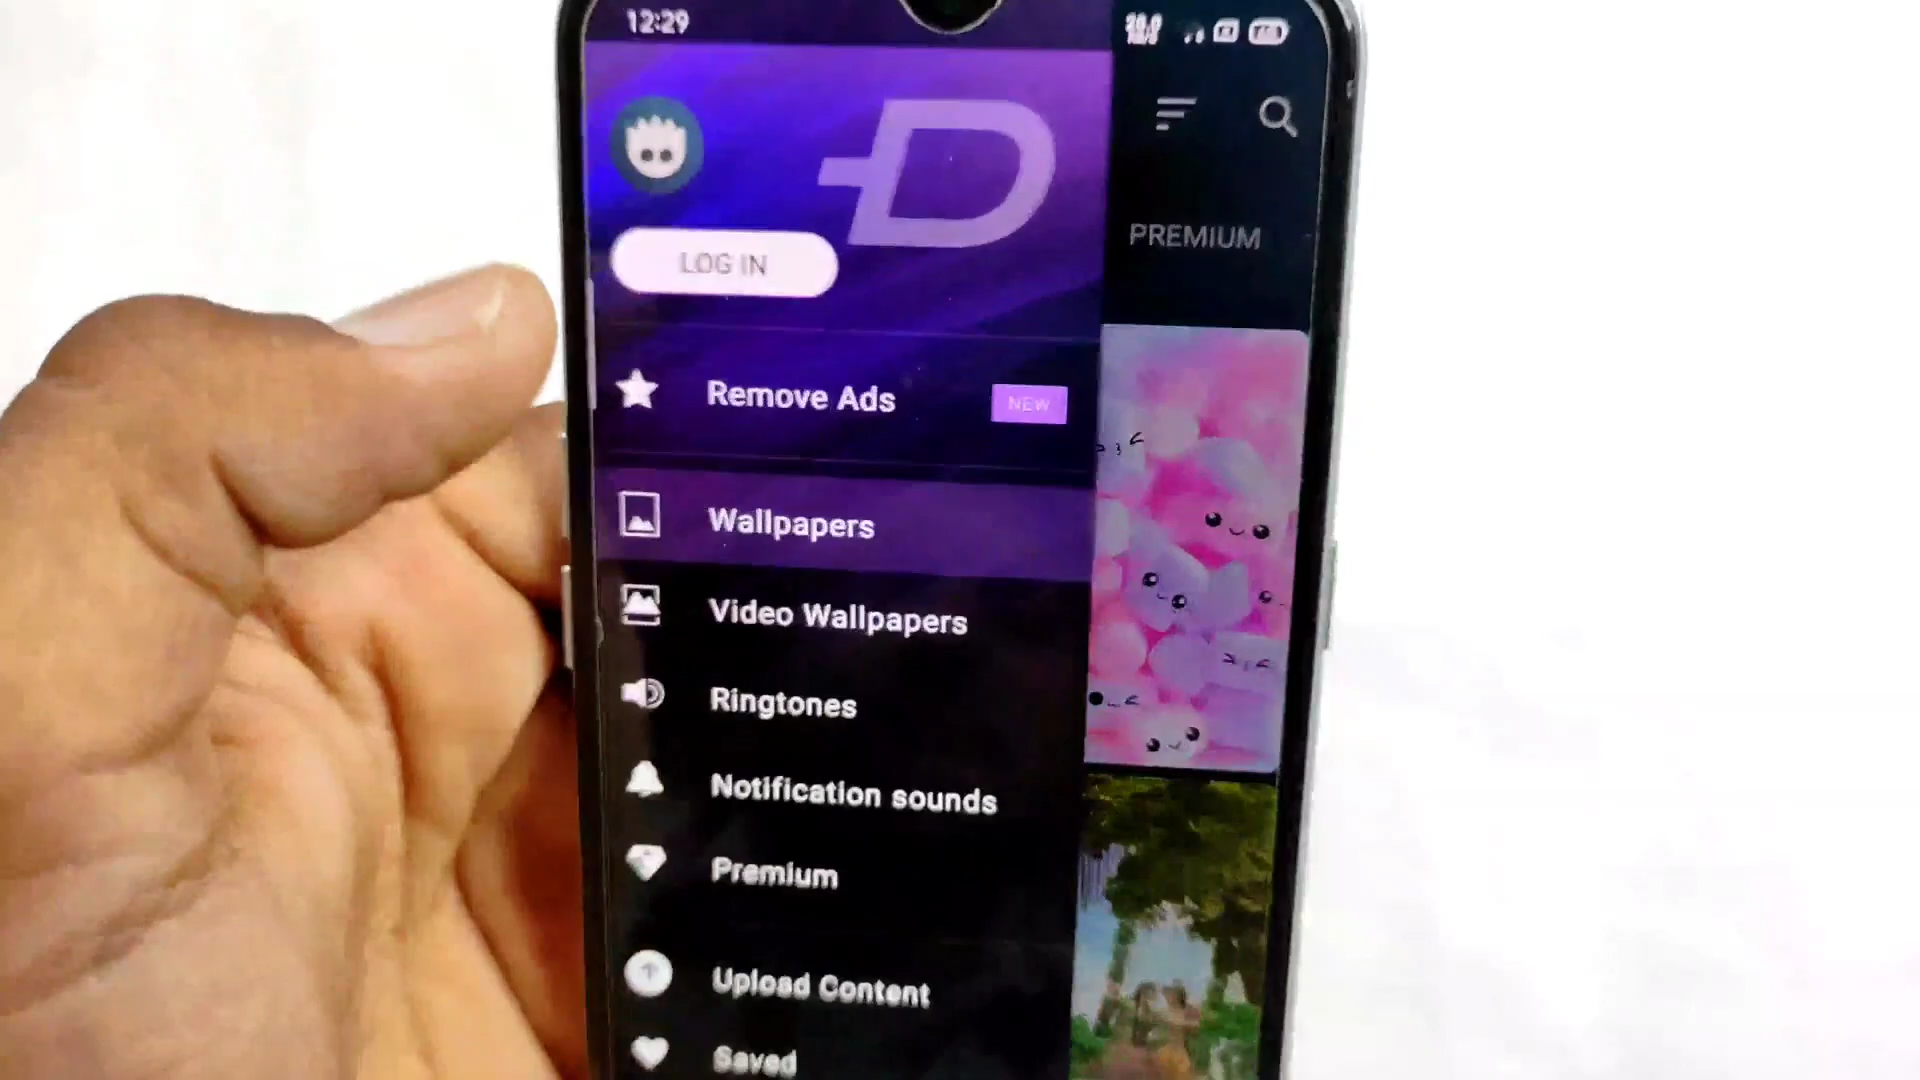 12:29
LOG IN
PREMIUM
Remove Ads
NEW
Wallpapers
Video Wallpapers
Ringtones
Notification sounds
Premium
Upload Content
Saved